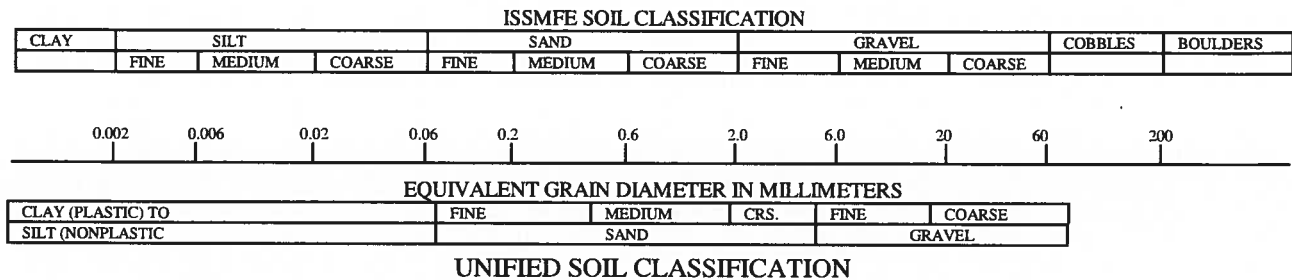 ISSMFE SOIL CLASSIFICATION
CLAY SILT SAND GRAVEL COBBLES BOULDERS
FINE MEDIUM COARSE FINE MEDIUM COARSE FINE MEDIUM COARSE
0.002 0.006 0.02 0.06 0.2 0.6 2.0 6.0 20 60 200
EQUIVALENT GRAIN DIAMETER IN MILLIMETERS
CLAY (PLASTIC) TO FINE MEDIUM CRS. FINE COARSE
SILT (NONPLASTIC SAND GRAVEL
UNIFIED SOIL CLASSIFICATION